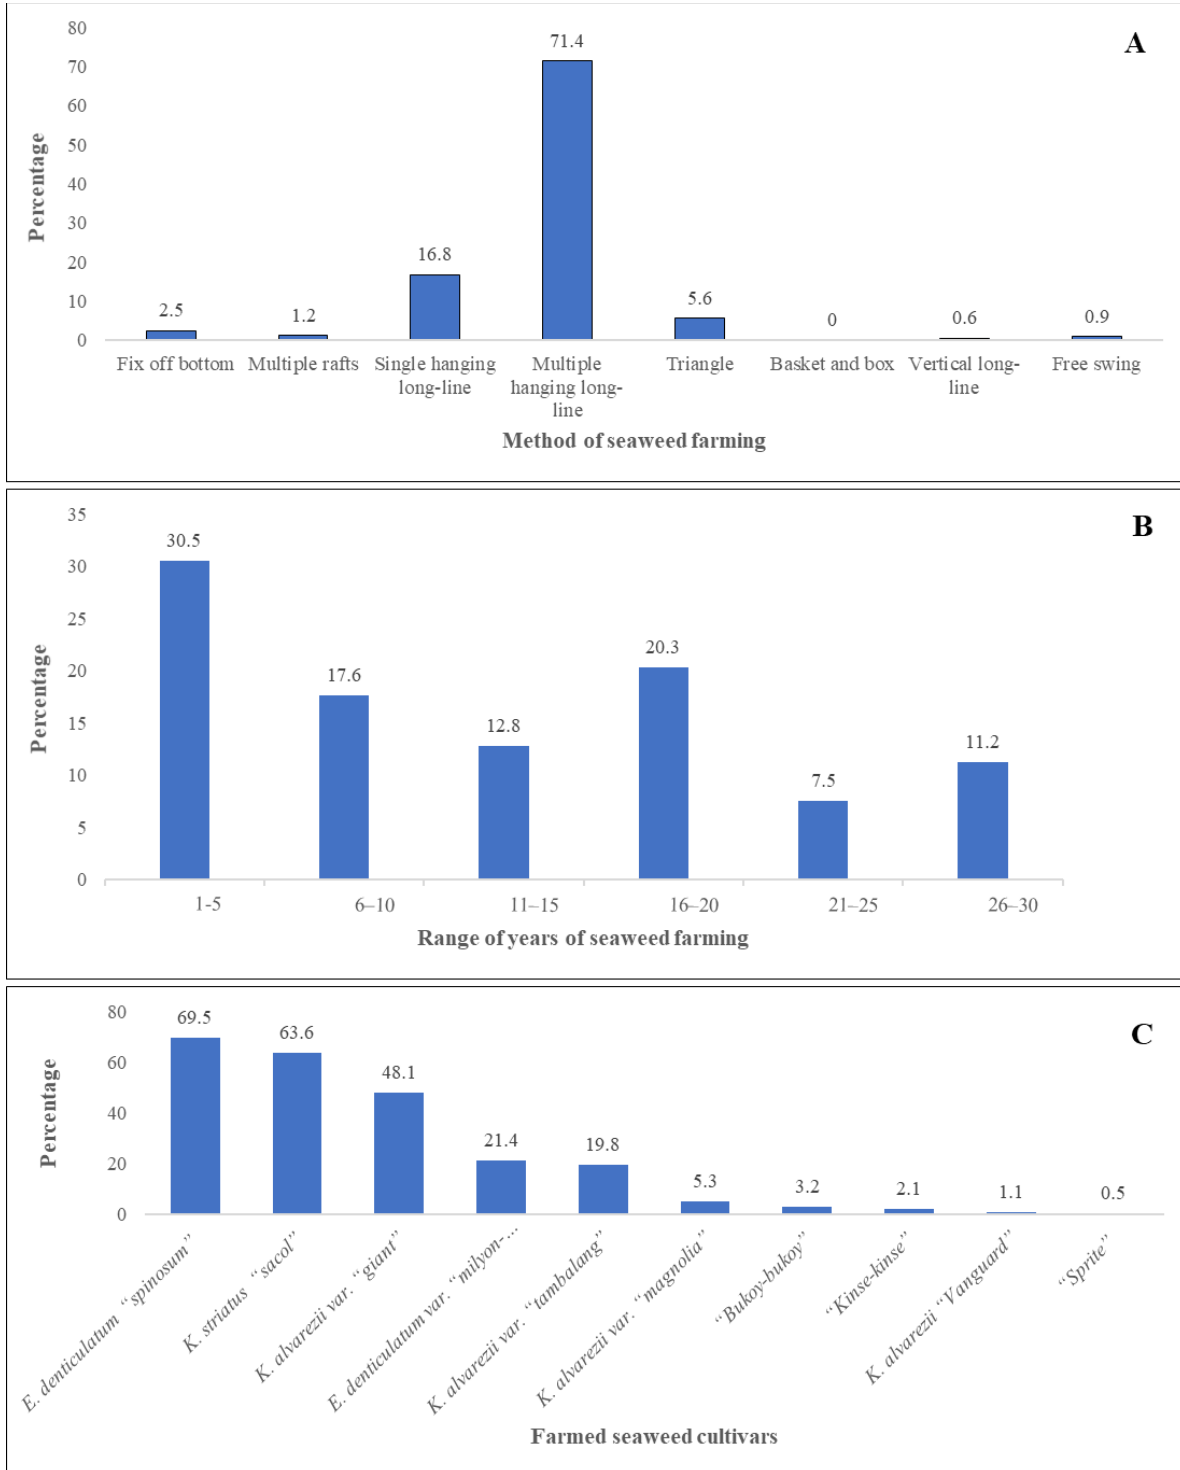 A
Percentage
80
70
60
50
40
30
20
10
0
2.5
1.2
16.8
71.4
5.6
0
0.6
0.9
Fix off bottom
Multiple rafts
Single hanging
long-line
Multiple
hanging long-
line
Triangle
Basket and box
Vertical long-
line
Free swing
Method of seaweed farming
B
Percentage
35
30
25
20
15
10
5
0
30.5
17.6
12.8
20.3
7.5
11.2
1-5
6–10
11–15
16–20
21–25
26–30
Range of years of seaweed farming
C
Percentage
80
60
40
20
0
69.5
63.6
48.1
21.4
19.8
5.3
3.2
2.1
1.1
0.5
E. denticulatum “spinosum”
K. striatus “sacol”
K. alvarezii var. “giant”
E. denticulatum var. “milyon-…
K. alvarezii var. “tambalang”
K. alvarezii var. “magnolia”
“Bukoy-bukoy”
“Kinse-kinse”
K. alvarezii “Vanguard”
“Sprite”
Farmed seaweed cultivars